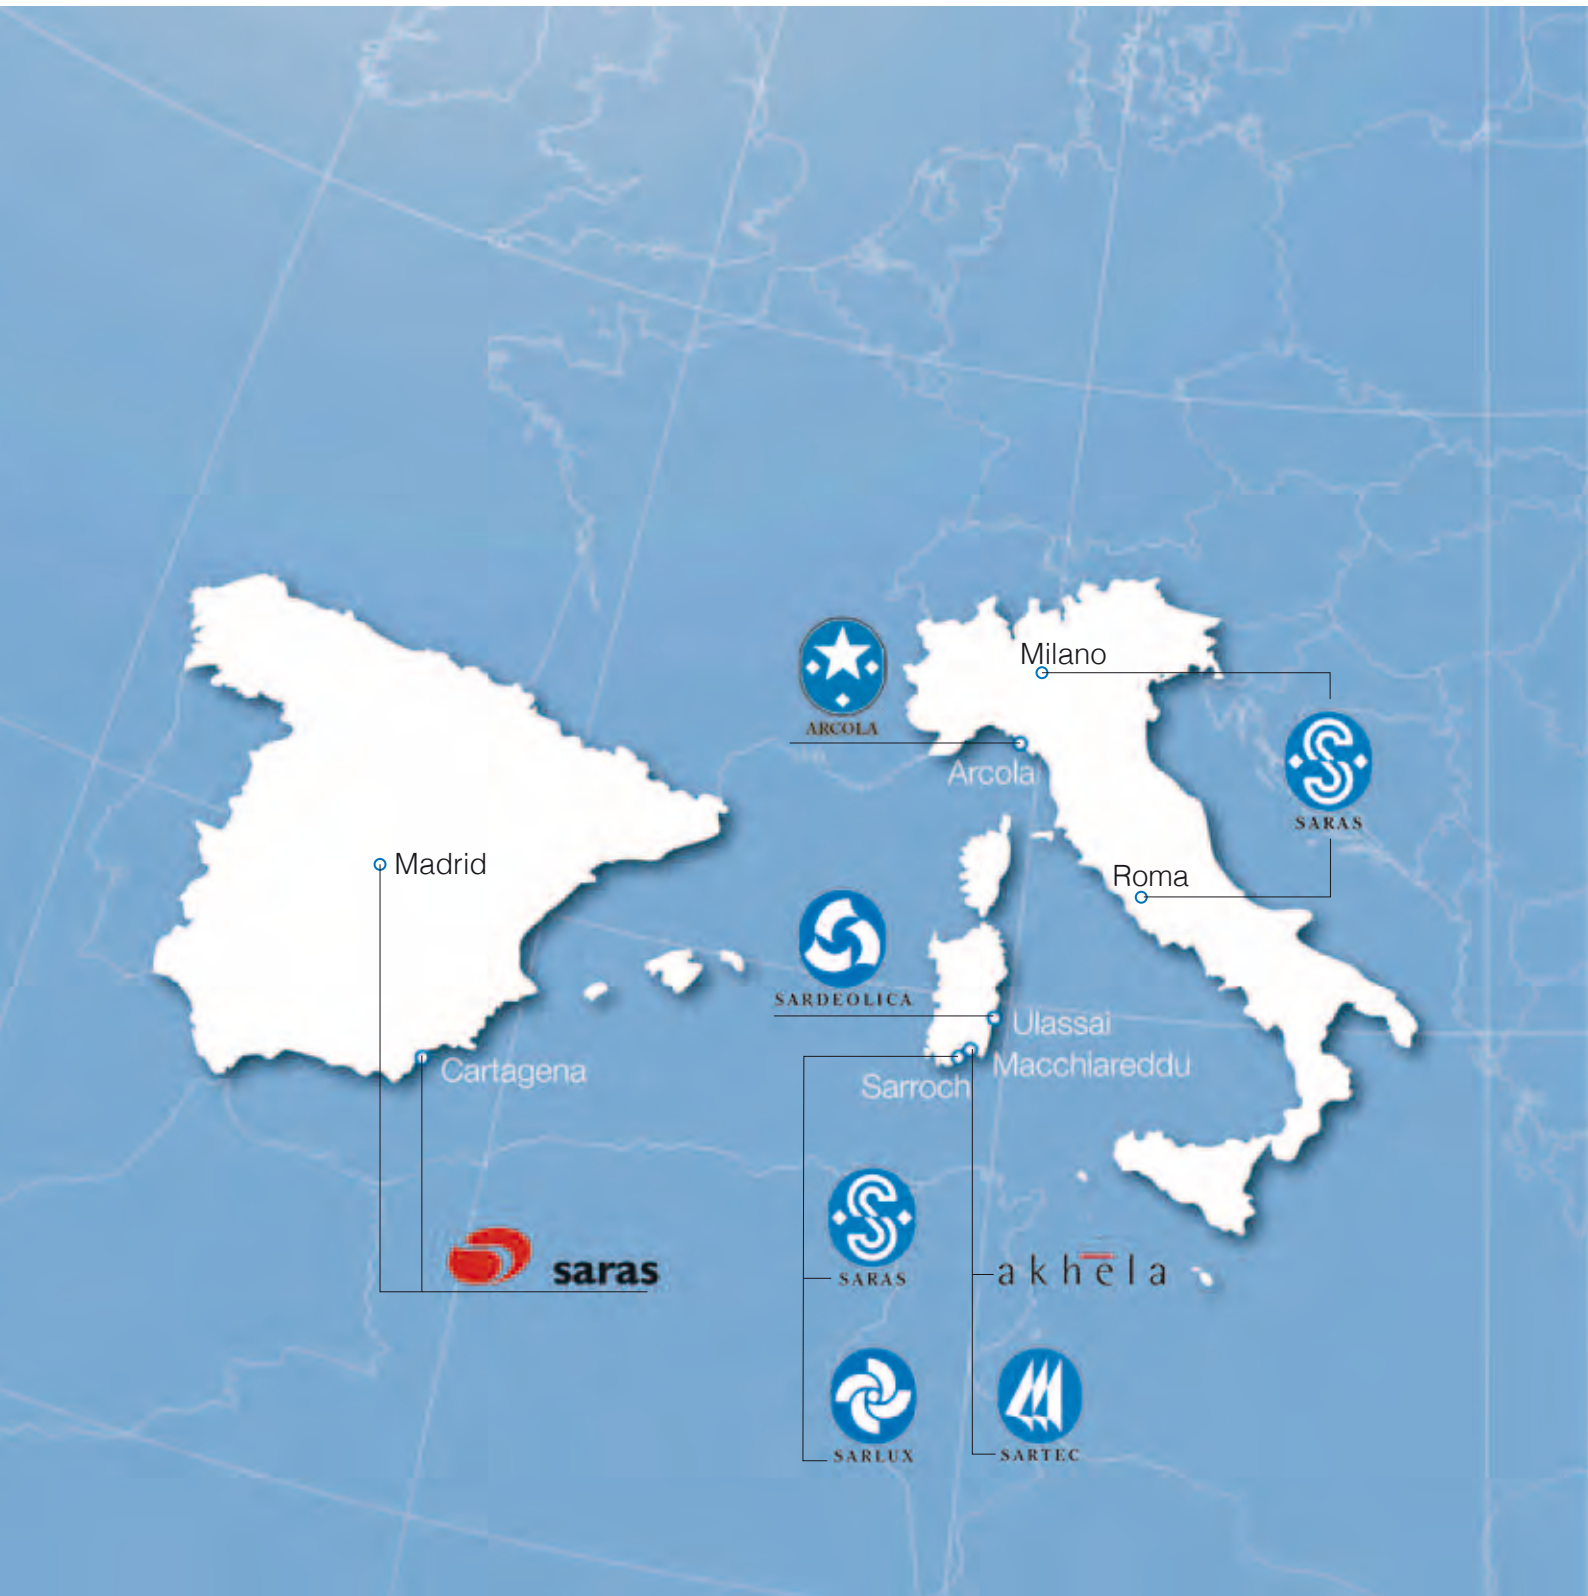 Milano
ARCOLA
Arcola
SARAS
Madrid
Roma
SARDEOLICA
Ulassai
Macchiareddu
Cartagena
Sarroch
saras
SARAS
akhela
SARLUX
SARTEC